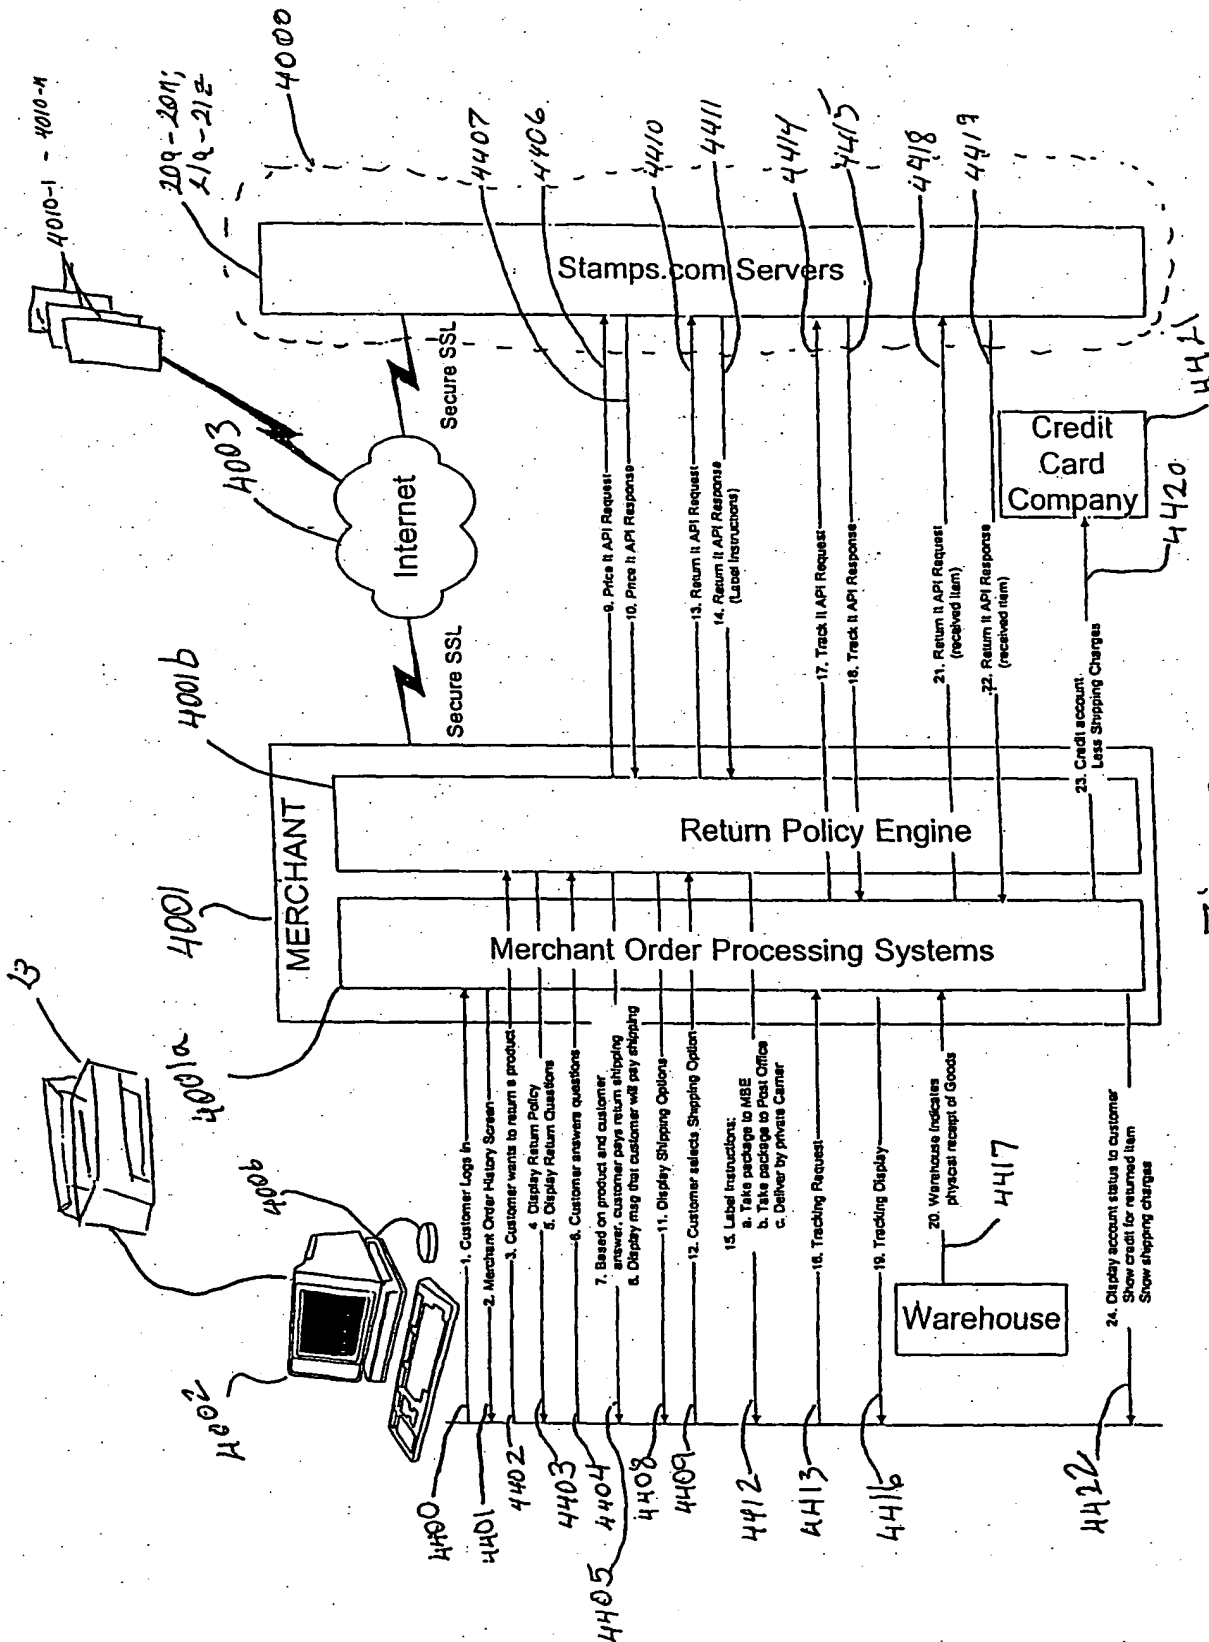 4010-1 - 4010-n
20a-20n;
21a-21z
4000
4003
4001b
4001
4001a
23
4006
4002
MERCHANT
Internet
Secure SSL
Secure SSL
Stamps.com Servers
Return Policy Engine
Merchant Order Processing Systems
4407
4406
4410
4411
4414
4415
4418
4419
1. Customer Logs In
2. Merchant Order History Screen
3. Customer wants to return a product
4 Display Return Policy
5. Display Return Questions
6. Customer answers questions
7. Based on product and customer
answer, customer pays return shipping
8. Display msg that customer will pay shipping
9. Price It API Request
10. Price It API Response
11. Display Shipping Options
12. Customer selects Shipping Option
13. Return It API Request
14. Return It API Response
(Label Instructions)
15. Label Instructions:
a. Take package to MBE
b. Take package to Post Office
c. Deliver by private Carrier
16. Tracking Request
17. Track It API Request
18. Track It API Response
19. Tracking Display
20. Warehouse indicates
physical receipt of Goods
21. Return It API Request
(received item)
22. Return It API Response
(received item)
23. Credit account
Less Shipping Charges
24. Display account status to customer
Show credit for returned item
Show shipping charges
Warehouse
Credit
Card
Company
4400
4401
4402
4403
4404
4405
4408
4409
4412
4413
4416
4417
4420
4421
4422